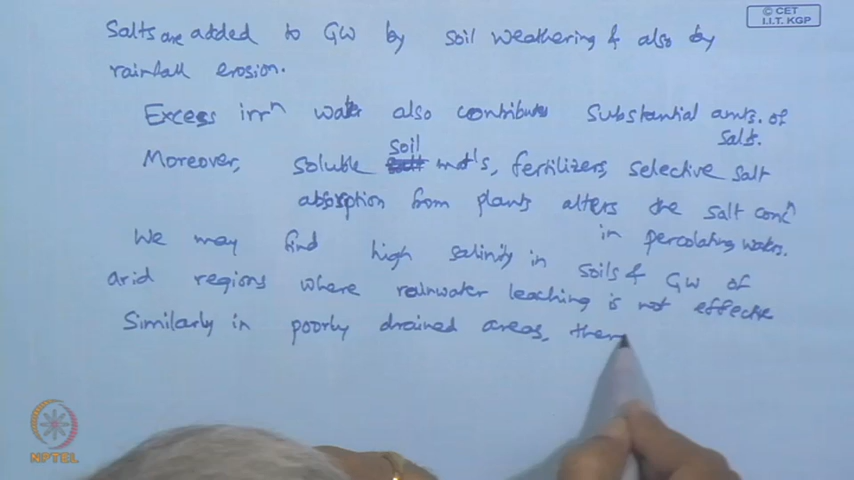 © CET
I.I.T. KGP
Salts are added to GW by soil weathering & also by
rainfall erosion.
Excess irrⁿ water also contributes substantial amts. of
salts.
Moreover, soluble soil mat'ls, fertilizers, selective salt
absorption from plants alters the salt concⁿ
in percolating waters.
We may find high salinity in soils & GW of
arid regions where rainwater leaching is not effective
Similarly in poorly drained areas, ther
NPTEL